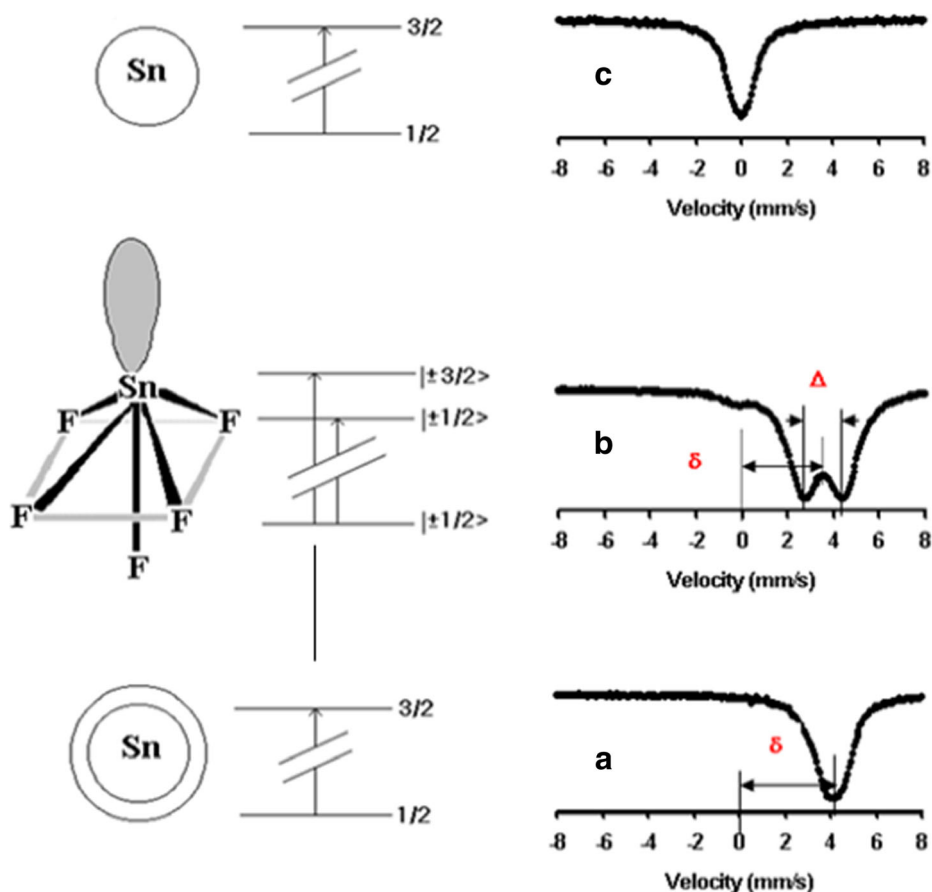 Sn
3/2
1/2
c
-8 -6 -4 -2 0 2 4 6 8
Velocity (mm/s)
Sn
F F
F F
F
|±3/2>
|±1/2>
|±1/2>
Δ
δ
b
-8 -6 -4 -2 0 2 4 6 8
Velocity (mm/s)
Sn
3/2
1/2
δ
a
-8 -6 -4 -2 0 2 4 6 8
Velocity (mm/s)